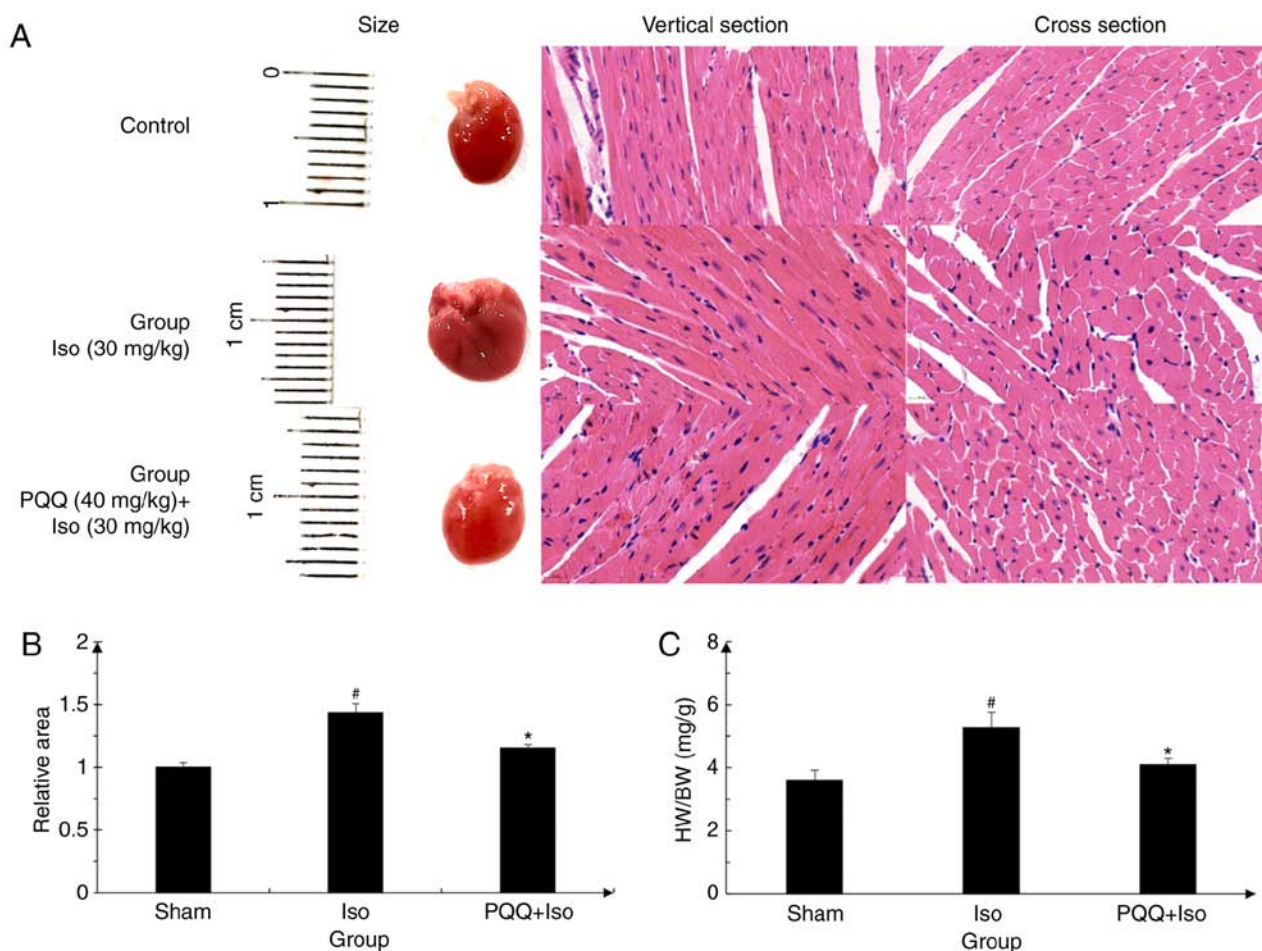 A
Size
Vertical section
Cross section
Control
0
1
Group
Iso (30 mg/kg)
1 cm
Group
PQQ (40 mg/kg)+
Iso (30 mg/kg)
1 cm
B
2
1.5
1
0.5
0
Relative area
#
*
Sham
Iso
PQQ+Iso
Group
C
8
6
4
2
0
HW/BW (mg/g)
#
*
Sham
Iso
PQQ+Iso
Group